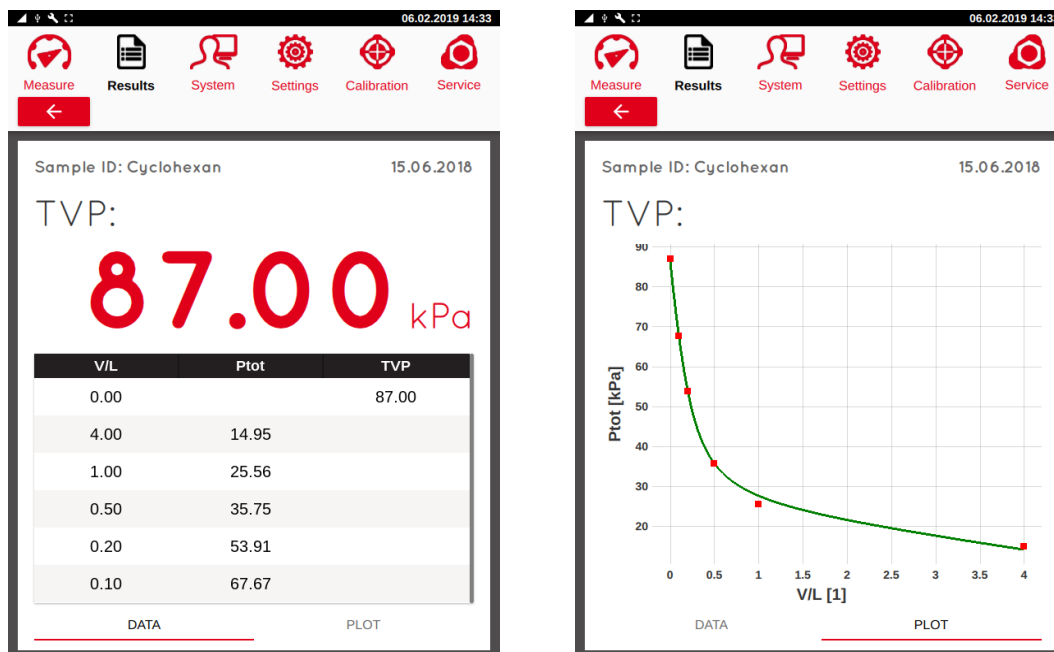 06.02.2019 14:33
Measure Results System Settings Calibration Service
Sample ID: Cyclohexan 15.06.2018
TVP:
87.00 kPa
V/L Ptot TVP
0.00 87.00
4.00 14.95
1.00 25.56
0.50 35.75
0.20 53.91
0.10 67.67
DATA PLOT
06.02.2019 14:33
Measure Results System Settings Calibration Service
Sample ID: Cyclohexan 15.06.2018
TVP:
90
80
70
60
50
40
30
20
Ptot [kPa]
0 0.5 1 1.5 2 2.5 3 3.5 4
V/L [1]
DATA PLOT